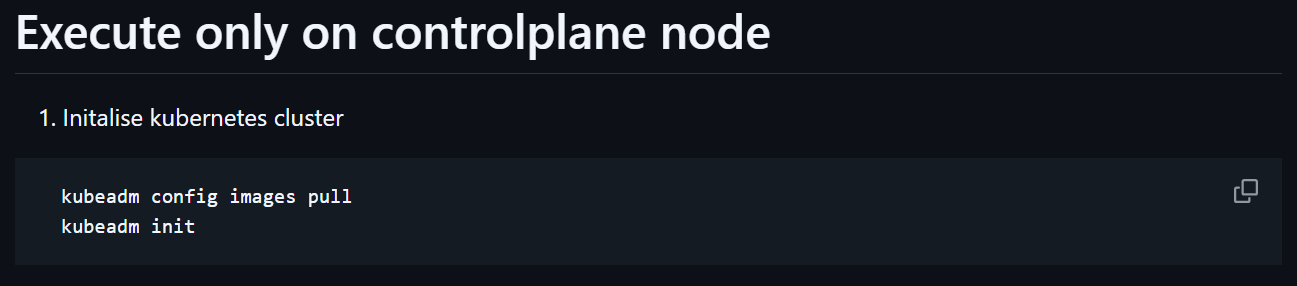 Execute only on controlplane node
1. Initalise kubernetes cluster
kubeadm config images pull
kubeadm init